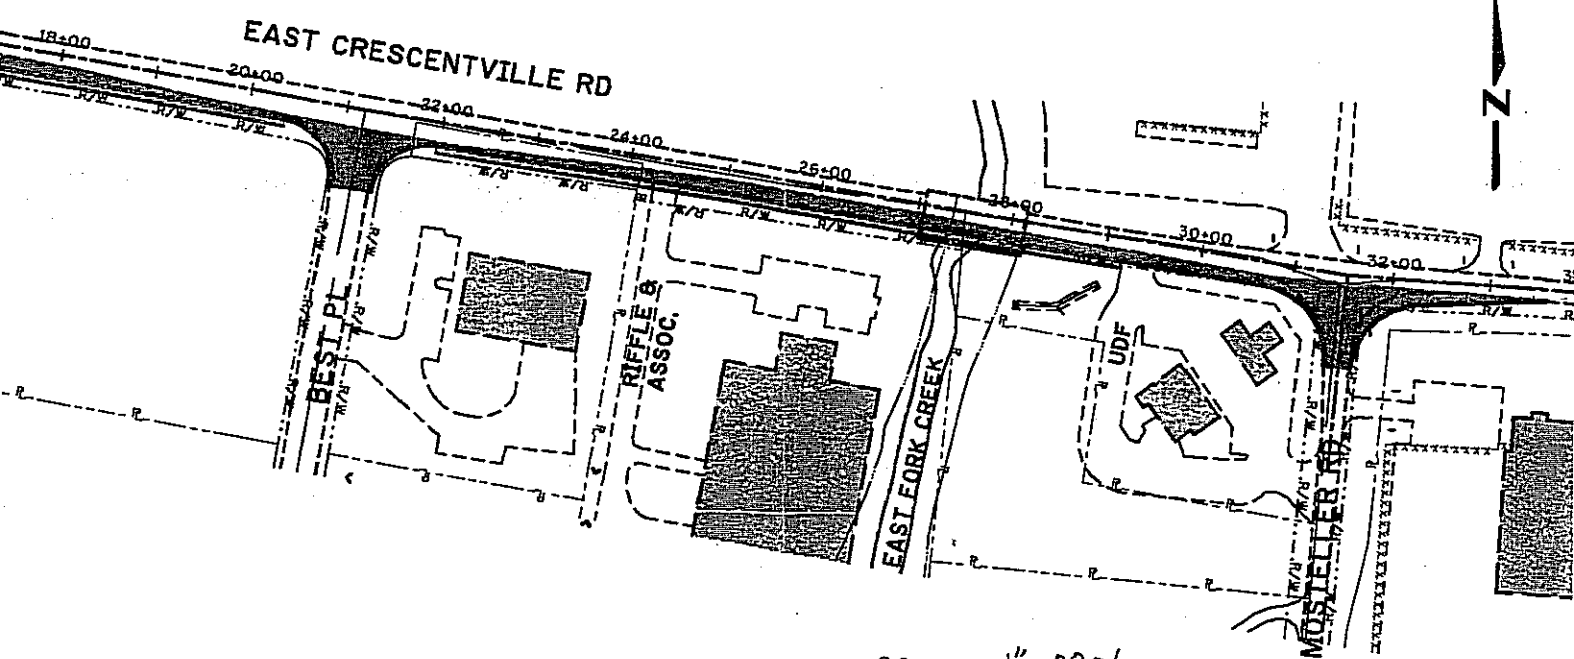 EAST CRESCENTVILLE RD
18+00
20+00
22+00
24+00
26+00
28+00
30+00
32+00
N
R/W R/W R/W R/W
R/W R/W
R/W R/W R/W R/W
R/W
BEST PL
RIFFLE &
ASSOC.
EAST FORK CREEK
UDF
MOSTELLER RD